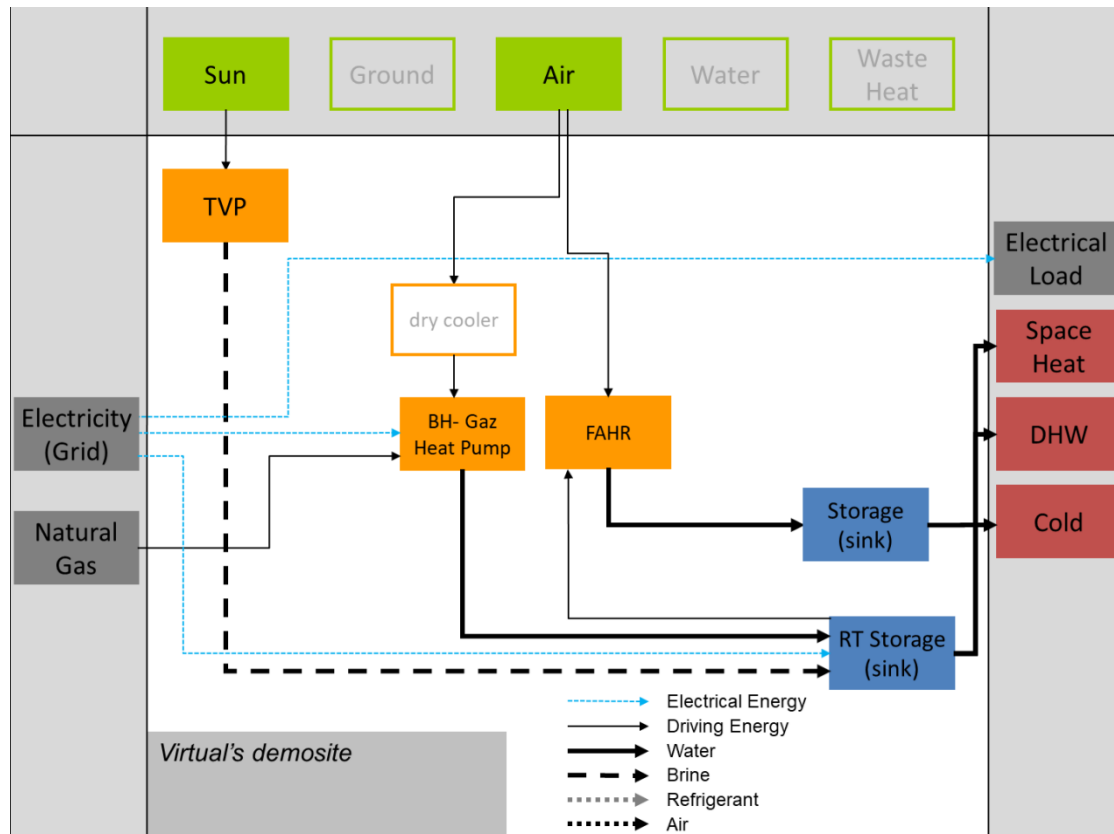 Sun
Ground
Air
Water
Waste
Heat
TVP
Electrical
Load
dry cooler
Space
Heat
Electricity
(Grid)
BH- Gaz
Heat Pump
FAHR
DHW
Storage
(sink)
Cold
Natural
Gas
RT Storage
(sink)
Electrical Energy
Driving Energy
Water
Brine
Refrigerant
Air
Virtual's demosite